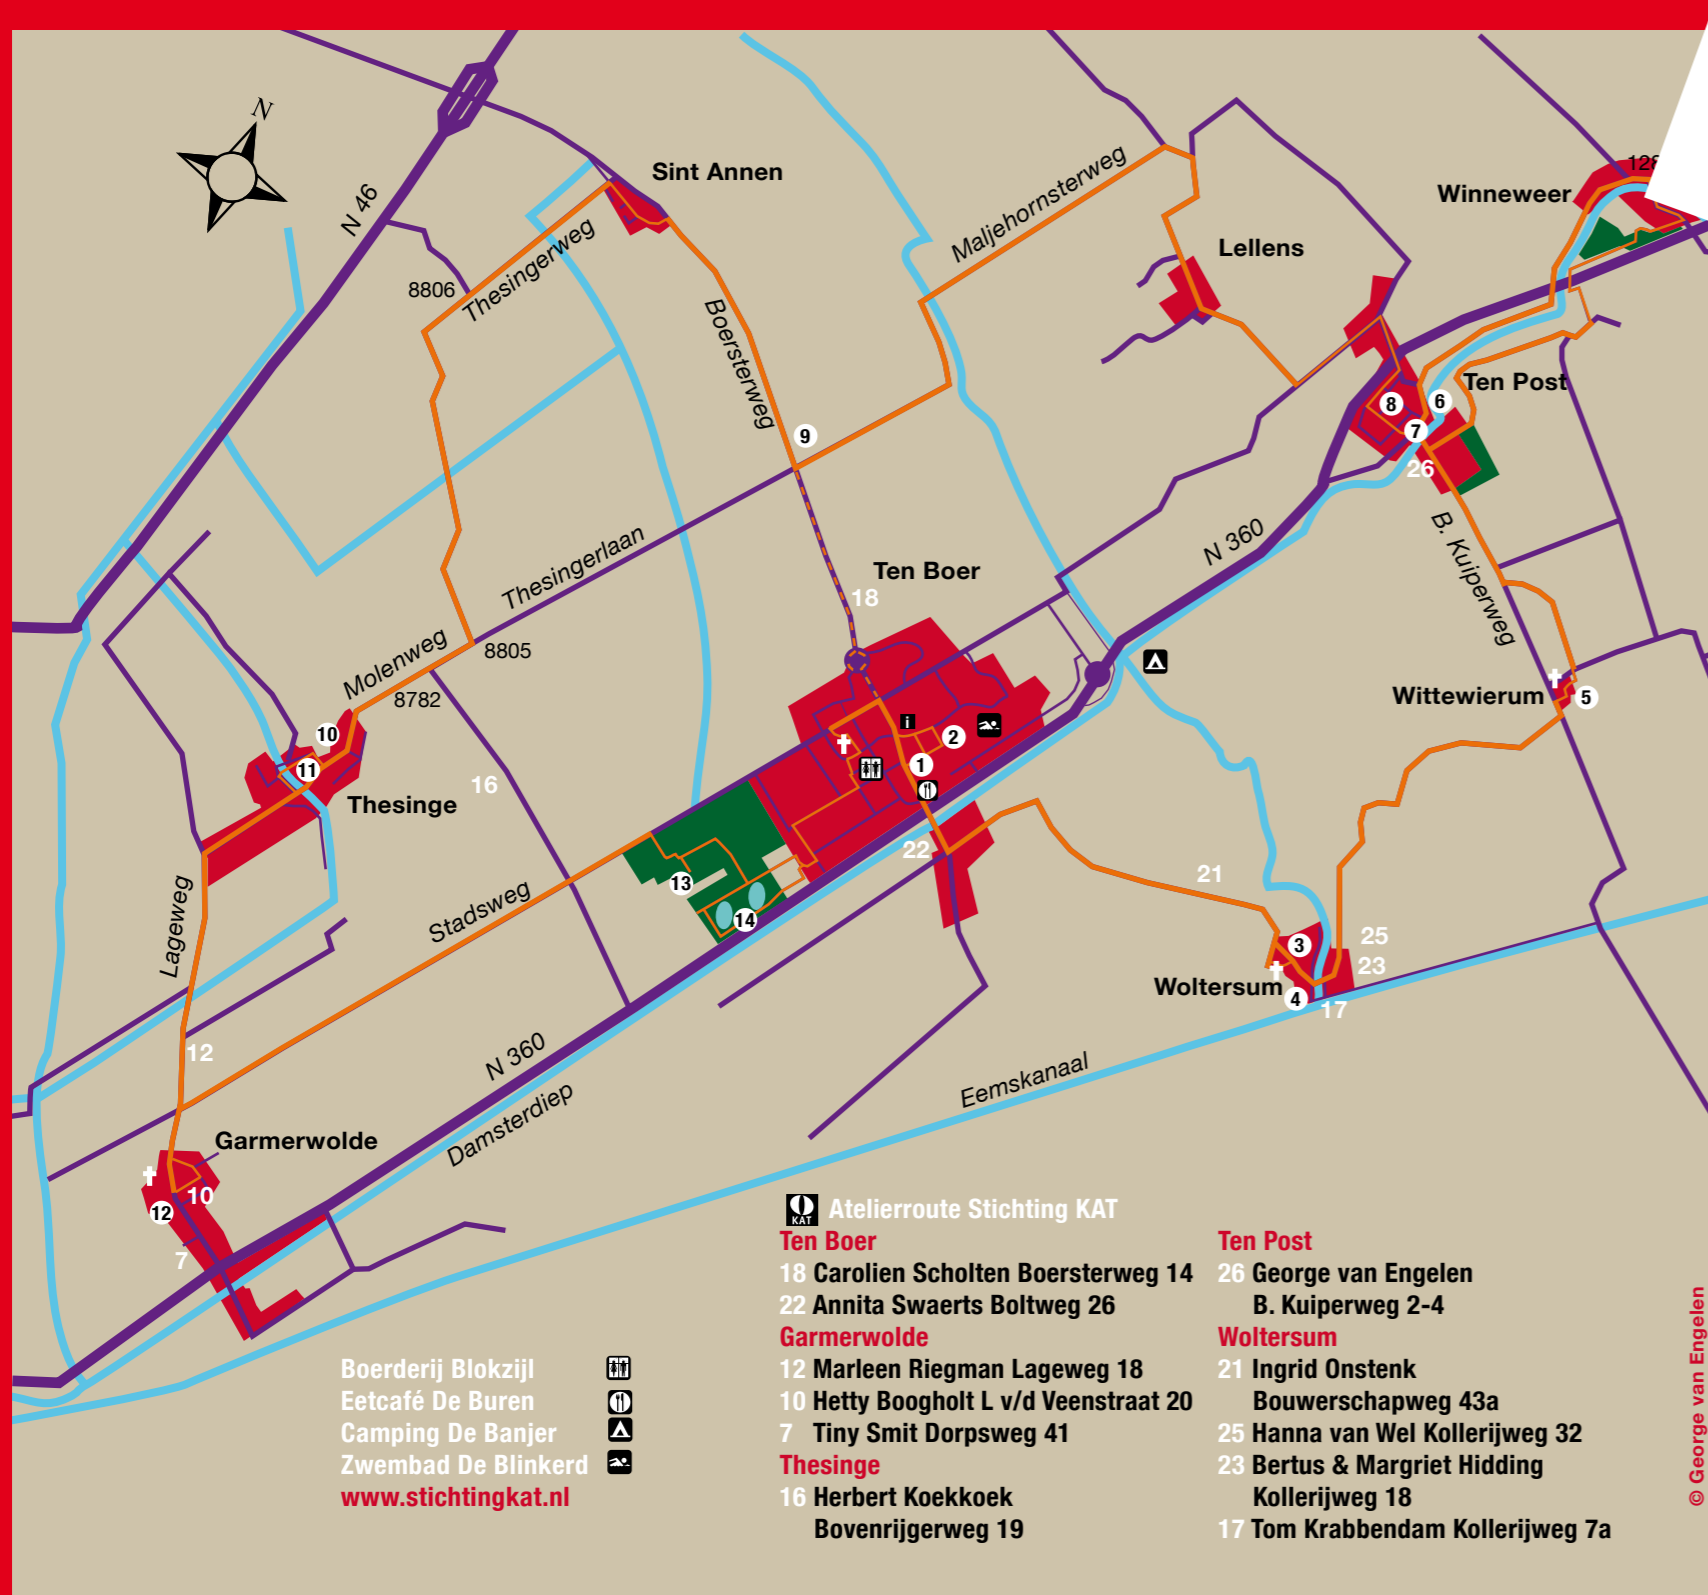 N
N 46
Sint Annen
8806
Thesingerweg
Boersterweg
Maljehornsterweg
Lellens
Winneweer
Ten Post
8
6
7
26
9
N 360
B. Kuiperweg
Thesingerlaan
Ten Boer
18
8805
Molenweg
8782
Wittewierum
5
10
11
Thesinge
16
i
2
1
22
13
14
21
Lageweg
Stadsweg
3
25
23
Woltersum
4
17
12
N 360
Damsterdiep
Eemskanaal
Garmerwolde
10
12
7
KAT
Atelierroute Stichting KAT
Ten Boer
18 Carolien Scholten Boersterweg 14
22 Annita Swaerts Boltweg 26
Garmerwolde
12 Marleen Riegman Lageweg 18
10 HettyBoogholt L v/d Veenstraat 20
7 Tiny Smit Dorpsweg 41
Thesinge
16 Herbert Koekkoek
Bovenrijgerweg 19
Ten Post
26 George van Engelen
B. Kuiperweg 2-4
Woltersum
21 Ingrid Onstenk
Bouwerschapweg 43a
25 Hanna van Wel Kollerijweg 32
23 Bertus & Margriet Hidding
Kollerijweg 18
17 Tom Krabbendam Kollerijweg 7a
Boerderij Blokzijl
Eetcafé De Buren
Camping De Banjer
Zwembad De Blinkerd
www.stichtingkat.nl
© George van Engelen